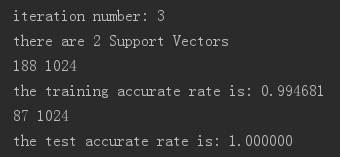 iteration number: 3
there are 2 Support Vectors
188 1024
the training accurate rate is: 0.994681
87 1024
the test accurate rate is: 1.000000